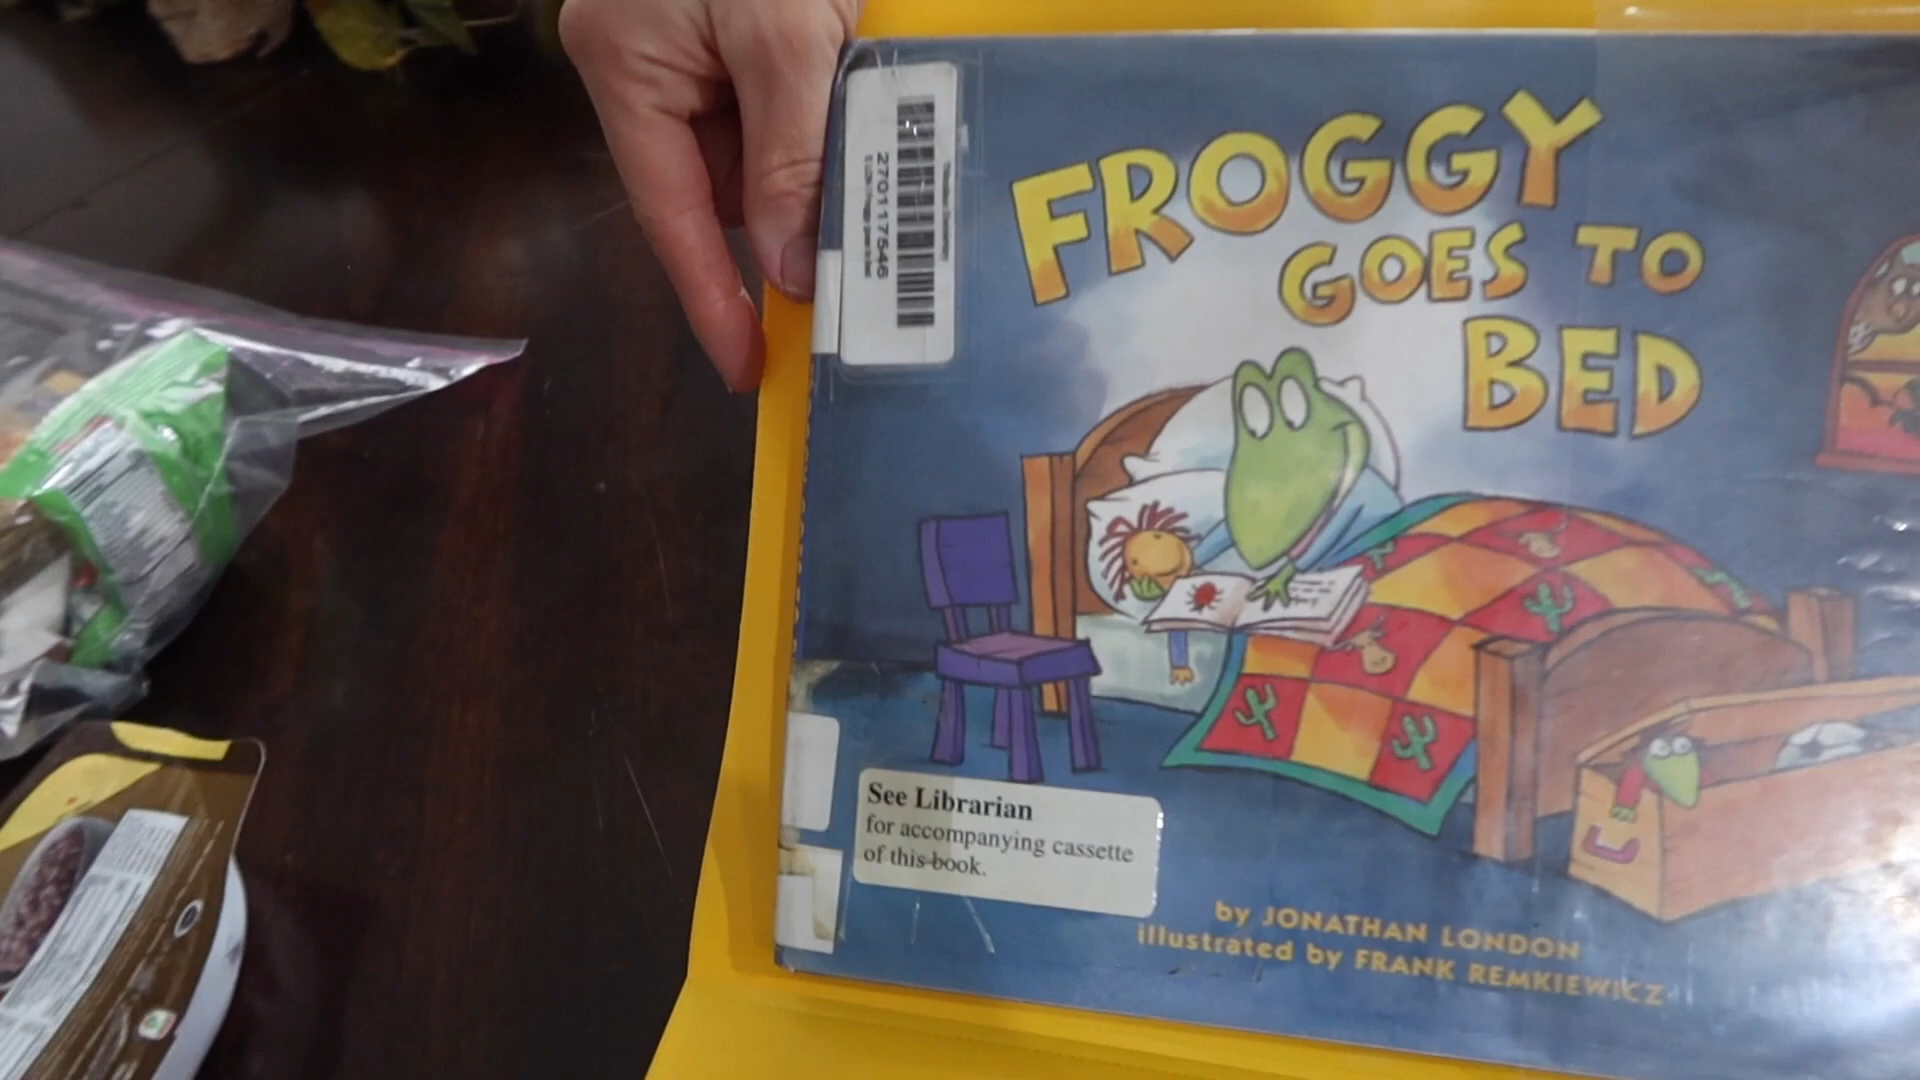 FROGGY
GOES TO
BED
27011117546
See Librarian
for accompanying cassette
of this book.
by JONATHAN LONDON
illustrated by FRANK REMKIEWICZ